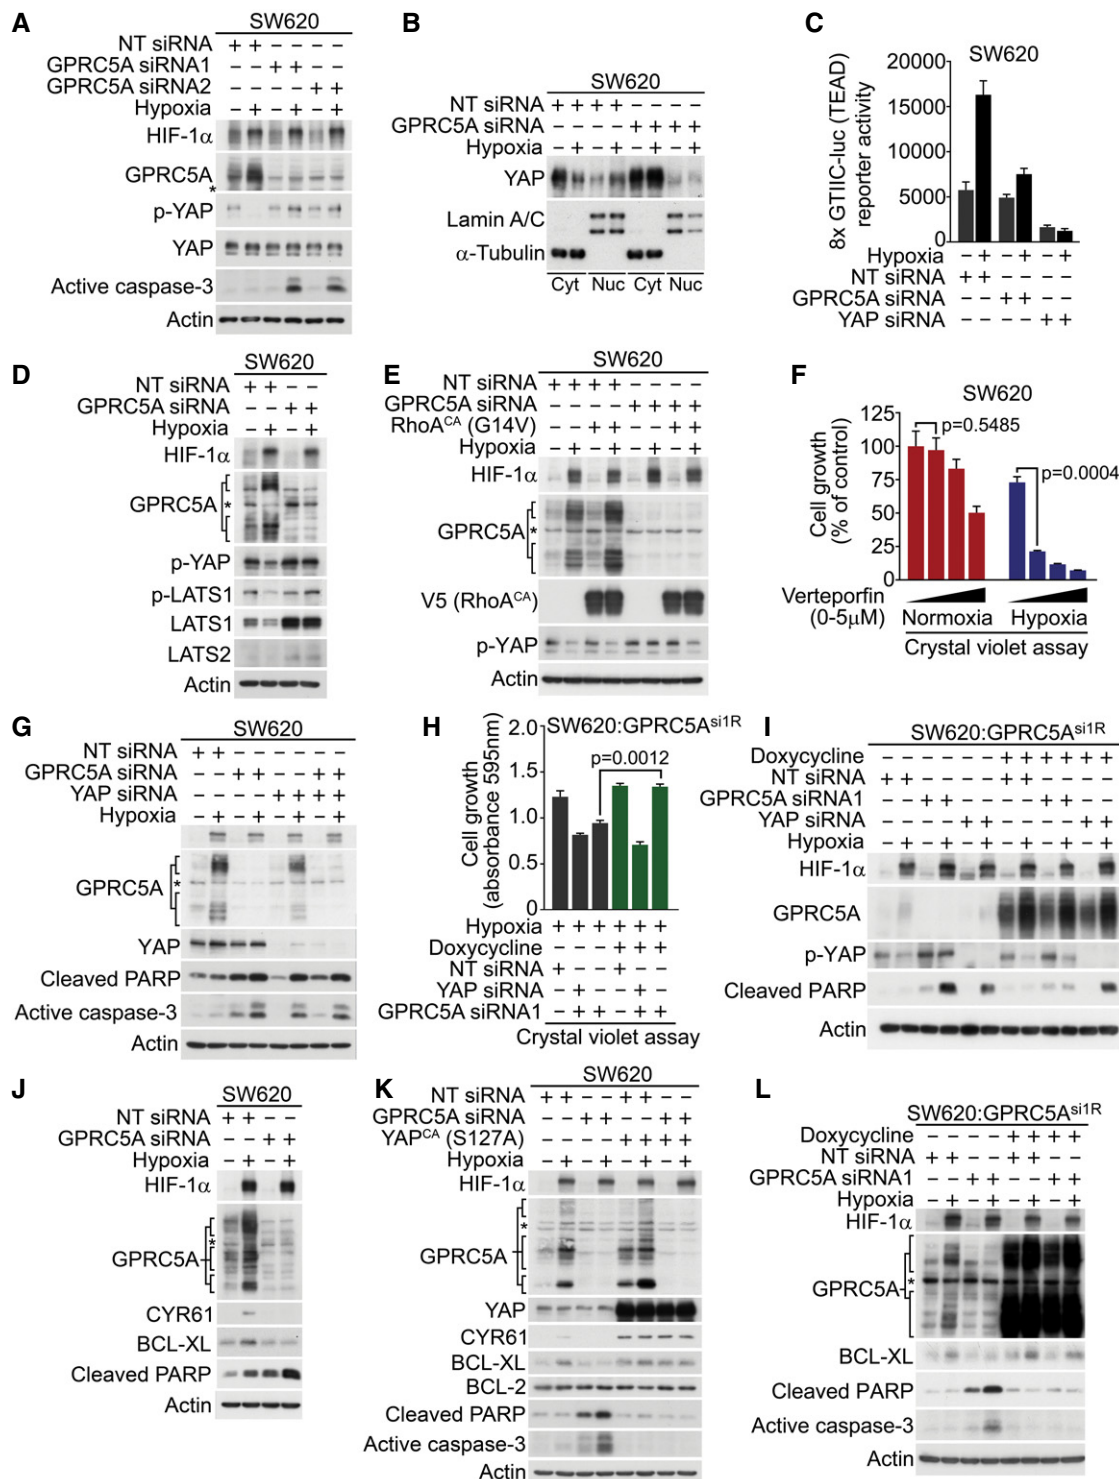 A
SW620
NT siRNA + + - - - -
GPRC5A siRNA1 - - + + - -
GPRC5A siRNA2 - - - - + +
Hypoxia - + - + - +
HIF-1α
GPRC5A
*
p-YAP
YAP
Active caspase-3
Actin
B
SW620
NT siRNA + + + + - - - -
GPRC5A siRNA - - - - + + + +
Hypoxia - + - + - + - +
YAP
Lamin A/C
α-Tubulin
Cyt Nuc Cyt Nuc
C
SW620
8x GTIIC-luc (TEAD)
reporter activity
20000
15000
10000
5000
0
Hypoxia - + - + - +
NT siRNA + + - - - -
GPRC5A siRNA - - + + - -
YAP siRNA - - - - + +
D
SW620
NT siRNA + + - -
GPRC5A siRNA - - + +
Hypoxia - + - +
HIF-1α
GPRC5A *
p-YAP
p-LATS1
LATS1
LATS2
Actin
E
SW620
NT siRNA + + + + - - - -
GPRC5A siRNA - - - - + + + +
RhoA^CA (G14V) - - + + - - + +
Hypoxia - + - + - + - +
HIF-1α
GPRC5A *
V5 (RhoA^CA)
p-YAP
Actin
F
SW620
Cell growth
(% of control)
125
100
75
50
25
0
p=0.5485
p=0.0004
Verteporfin
(0-5μM)
Normoxia Hypoxia
Crystal violet assay
G
SW620
NT siRNA + + - - - - - -
GPRC5A siRNA - - + + - - + +
YAP siRNA - - - - + + + +
Hypoxia - + - + - + - +
GPRC5A *
YAP
Cleaved PARP
Active caspase-3
Actin
H
SW620:GPRC5A^si1R
Cell growth
(absorbance 595nm)
2.0
1.5
1.0
0.5
0
p=0.0012
Hypoxia + + + + + +
Doxycycline - - - + + +
NT siRNA + - - + - -
YAP siRNA - + - - + -
GPRC5A siRNA1 - + + - + +
Crystal violet assay
I
SW620:GPRC5A^si1R
Doxycycline - - - - - - + + + + + +
NT siRNA + + - - - - + + - - - -
GPRC5A siRNA1 - - + + - - - - + + - -
YAP siRNA - - - - + + - - - - + +
Hypoxia - + - + - + - + - + - +
HIF-1α
GPRC5A
p-YAP
Cleaved PARP
Actin
J
SW620
NT siRNA + + - -
GPRC5A siRNA - - + +
Hypoxia - + - +
HIF-1α
GPRC5A *
CYR61
BCL-XL
Cleaved PARP
Actin
K
SW620
NT siRNA + + - - + + - -
GPRC5A siRNA - - + + - - + +
YAP^CA (S127A) - - - - + + + +
Hypoxia - + - + - + - +
HIF-1α
*
GPRC5A
YAP
CYR61
BCL-XL
BCL-2
Cleaved PARP
Active caspase-3
Actin
L
SW620:GPRC5A^si1R
Doxycycline - - - - + + + +
NT siRNA + + - - + + - -
GPRC5A siRNA1 - - + + - - + +
Hypoxia - + - + - + - +
HIF-1α
GPRC5A *
BCL-XL
Cleaved PARP
Active caspase-3
Actin